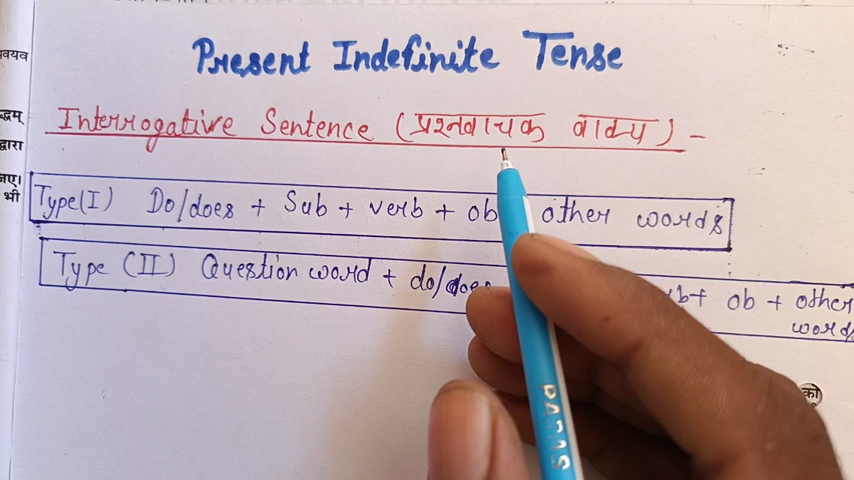 Present Indefinite Tense
Interrogative Sentence (प्रश्नवाचक वाक्य) -
Type(I) Do/does + Sub + verb + ob other words
Type (II) Question word + do/does + ob + other
words
वयव
द्वारा
भी
को